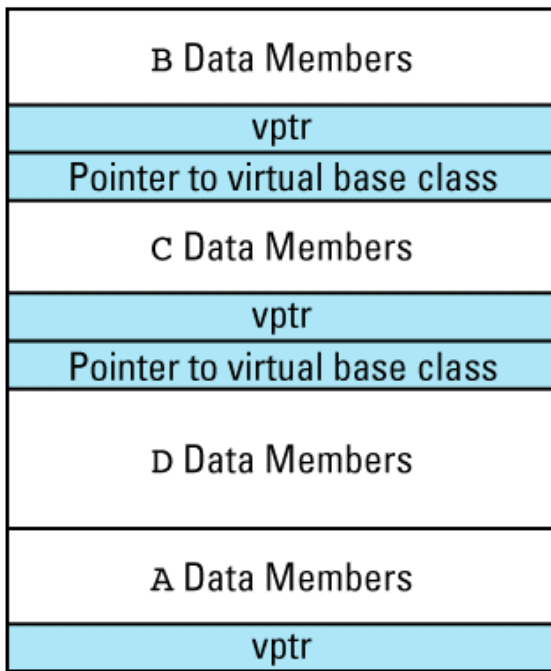 B Data Members
vptr
Pointer to virtual base class
C Data Members
vptr
Pointer to virtual base class
D Data Members
A Data Members
vptr